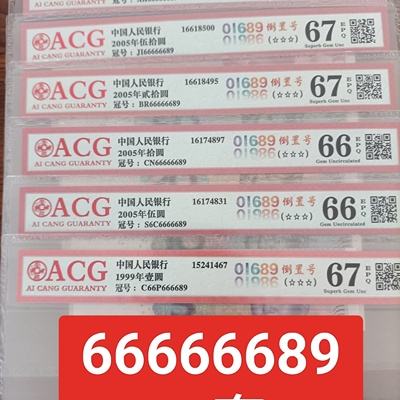 ACG
AI CANG GUARANTY
中国人民银行
2005年伍拾圆
冠号：JI66666689
16618500
01689 倒置号
01986 (☆☆☆)
67 EPQ
Superb Gem Unc
ACG
AI CANG GUARANTY
中国人民银行
2005年贰拾圆
冠号：BR66666689
16618495
01689 倒置号
01986 (☆☆☆)
67 EPQ
Superb Gem Unc
ACG
AI CANG GUARANTY
中国人民银行
2005年拾圆
冠号：CN66666689
16174897
01689 倒置号
01986 (☆☆☆)
66 EPQ
Gem Uncirculated
ACG
AI CANG GUARANTY
中国人民银行
2005年伍圆
冠号：S6C6666689
16174831
01689 倒置号
01986 (☆☆☆)
66 EPQ
Gem Uncirculated
ACG
AI CANG GUARANTY
中国人民银行
1999年壹圆
冠号：C66P666689
15241467
01689 倒置号
01986 (☆☆☆)
67 EPQ
Superb Gem Unc
66666689